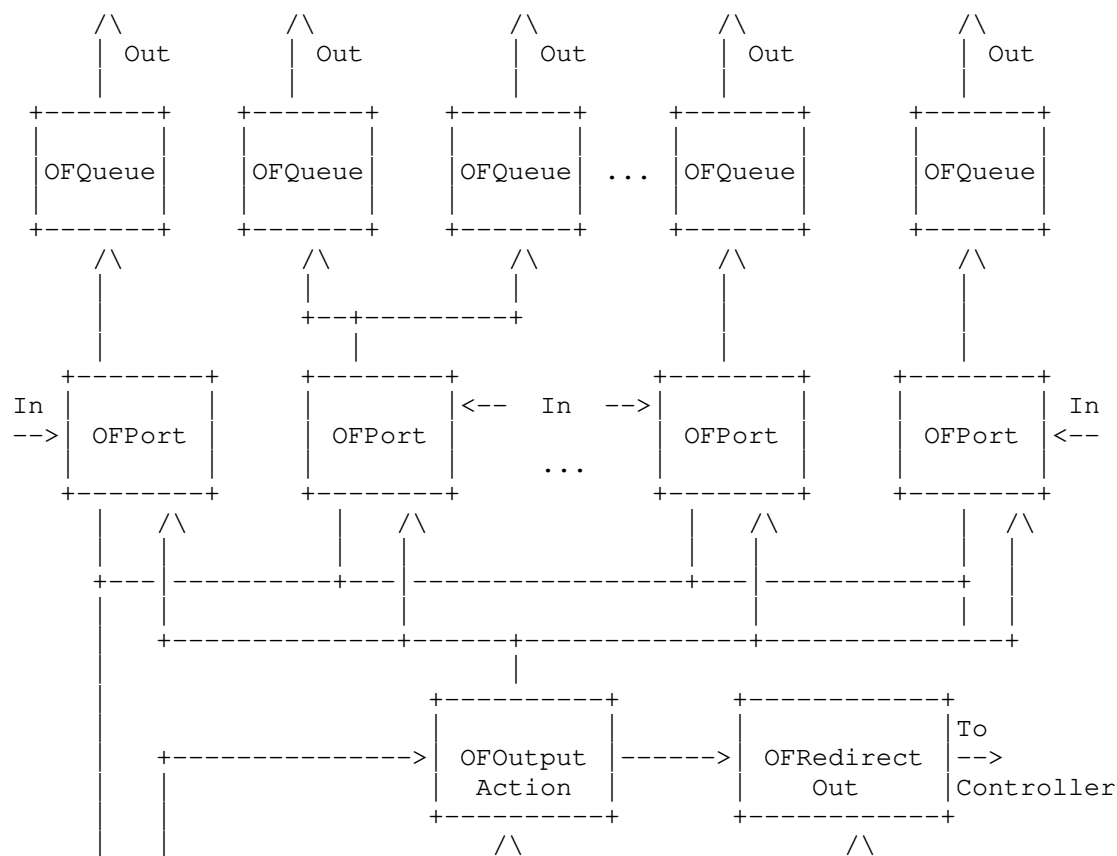 Out Out Out Out Out
OFQueue OFQueue OFQueue ... OFQueue OFQueue
In In In
OFPort OFPort OFPort OFPort
...
To
OFOutput OFRedirect
Action Out Controller